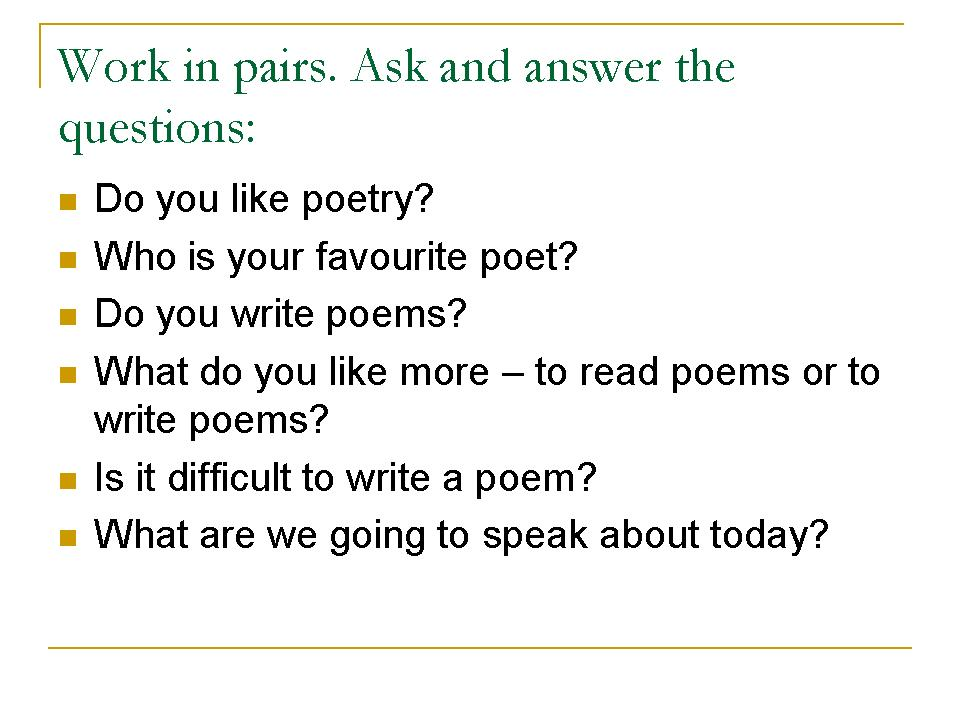 Work in pairs. Ask and answer the
questions:
Do you like poetry?
Who is your favourite poet?
Do you write poems?
What do you like more – to read poems or to
write poems?
Is it difficult to write a poem?
What are we going to speak about today?